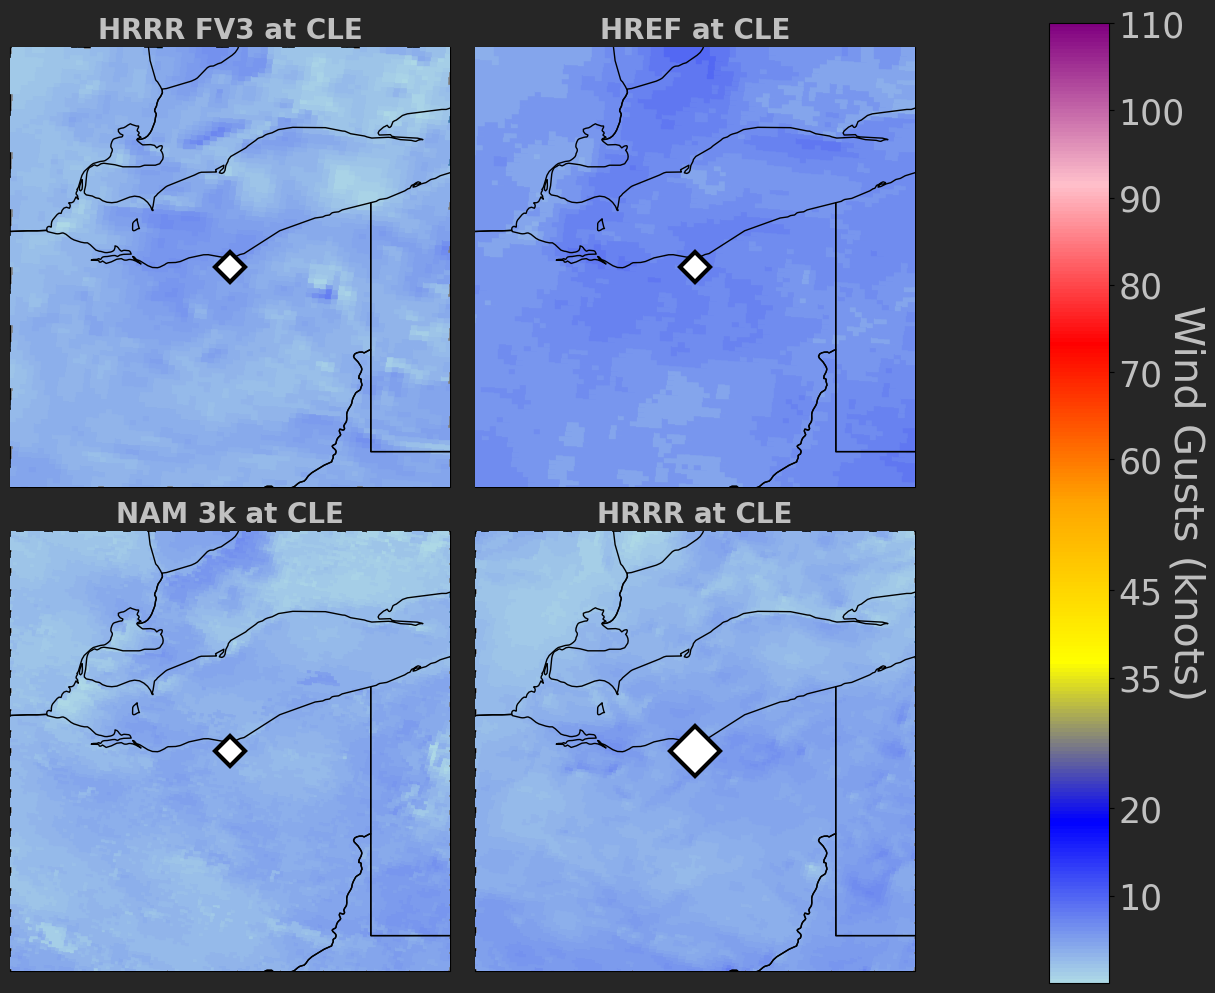 HRRR FV3 at CLE
HREF at CLE
NAM 3k at CLE
HRRR at CLE
110
100
90
80
70
60
45
35
20
10
Wind Gusts (knots)